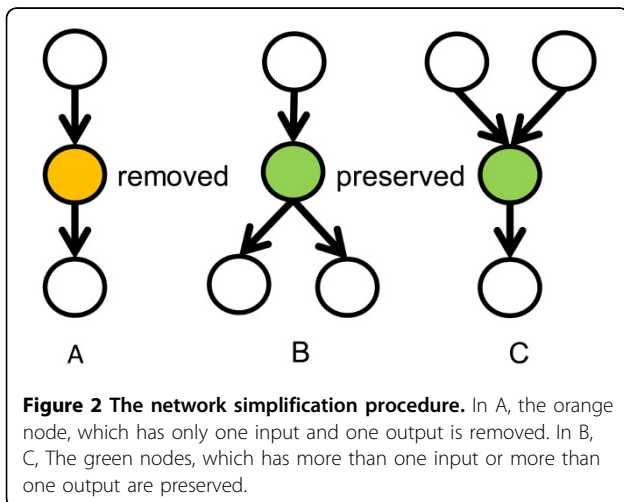 removed
preserved
A
B
C
Figure 2 The network simplification procedure. In A, the orange
node, which has only one input and one output is removed. In B,
C, The green nodes, which has more than one input or more than
one output are preserved.